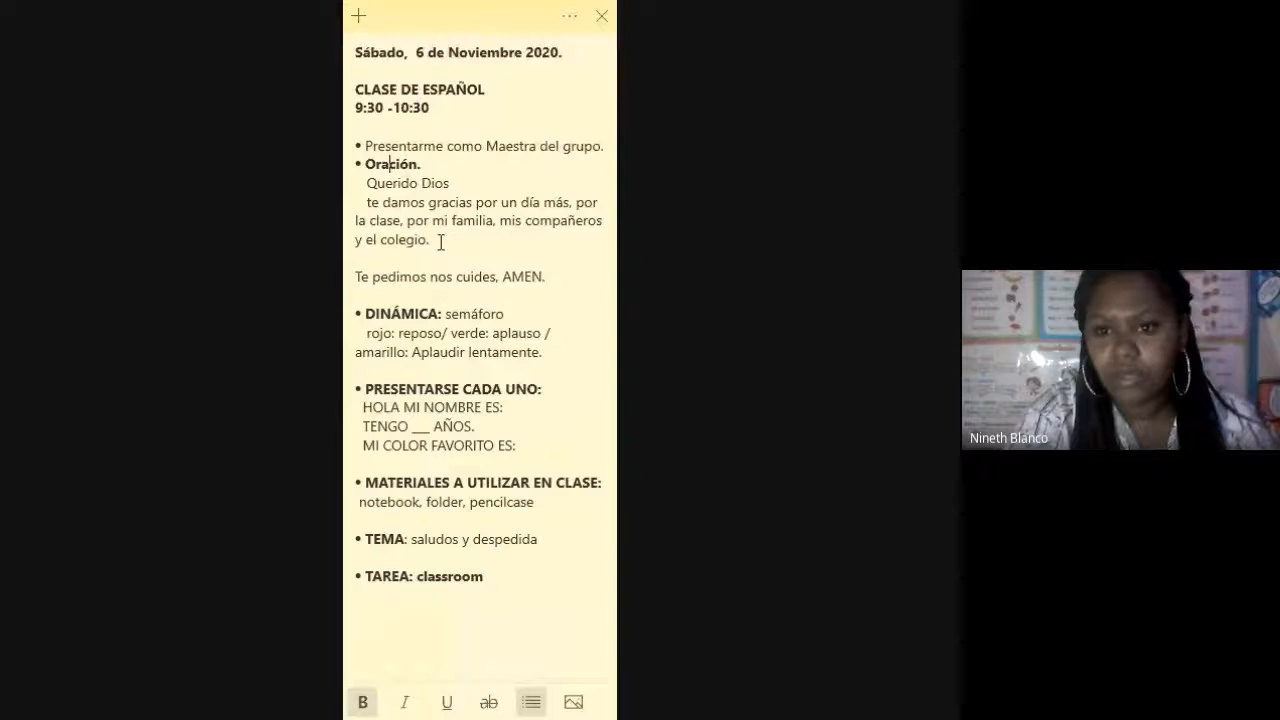 Sábado,  6 de Noviembre 2020.
CLASE DE ESPAÑOL
9:30 -10:30
• Presentarme como Maestra del grupo.
• Oración.
Querido Dios
te damos gracias por un día más, por
la clase, por mi familia, mis compañeros
y el colegio.
Te pedimos nos cuides, AMEN.
• DINÁMICA: semáforo
rojo: reposo/ verde: aplauso /
amarillo: Aplaudir lentamente.
• PRESENTARSE CADA UNO:
HOLA MI NOMBRE ES:
TENGO ___ AÑOS.
MI COLOR FAVORITO ES:
• MATERIALES A UTILIZAR EN CLASE:
notebook, folder, pencilcase
• TEMA: saludos y despedida
• TAREA: classroom
B I U ab
Nineth Blanco